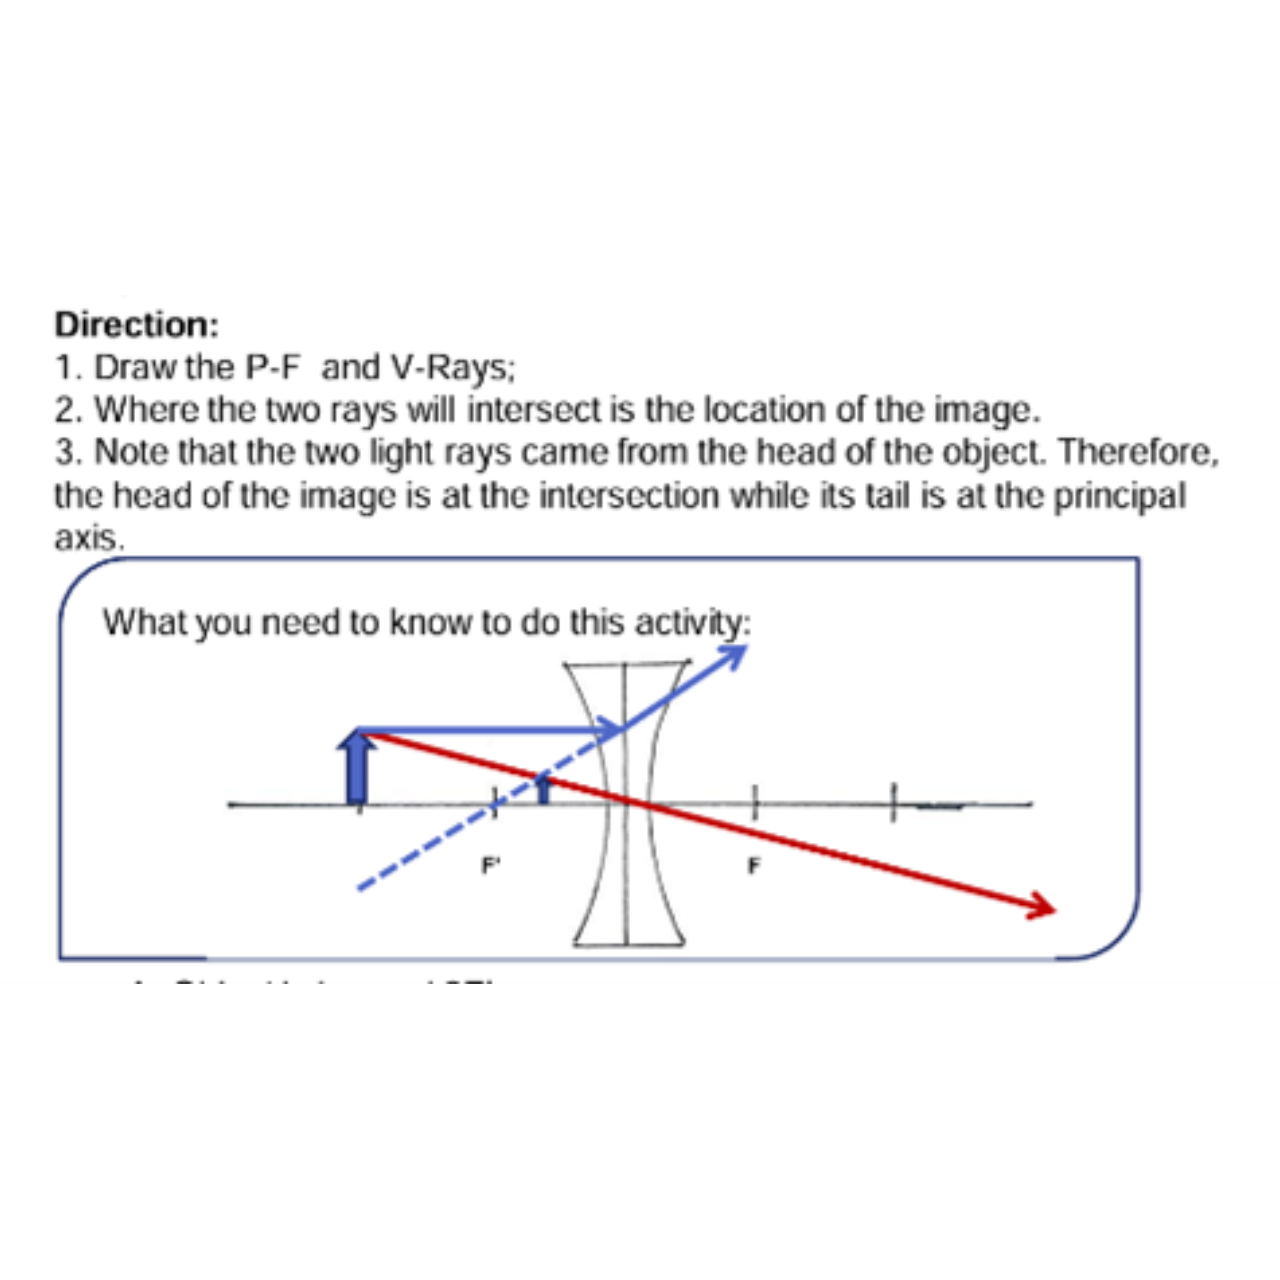 Direction:
1. Draw the P-F and V-Rays;
2. Where the two rays will intersect is the location of the image.
3. Note that the two light rays came from the head of the object. Therefore,
the head of the image is at the intersection while its tail is at the principal
axis.
What you need to know to do this activity:
F'
F